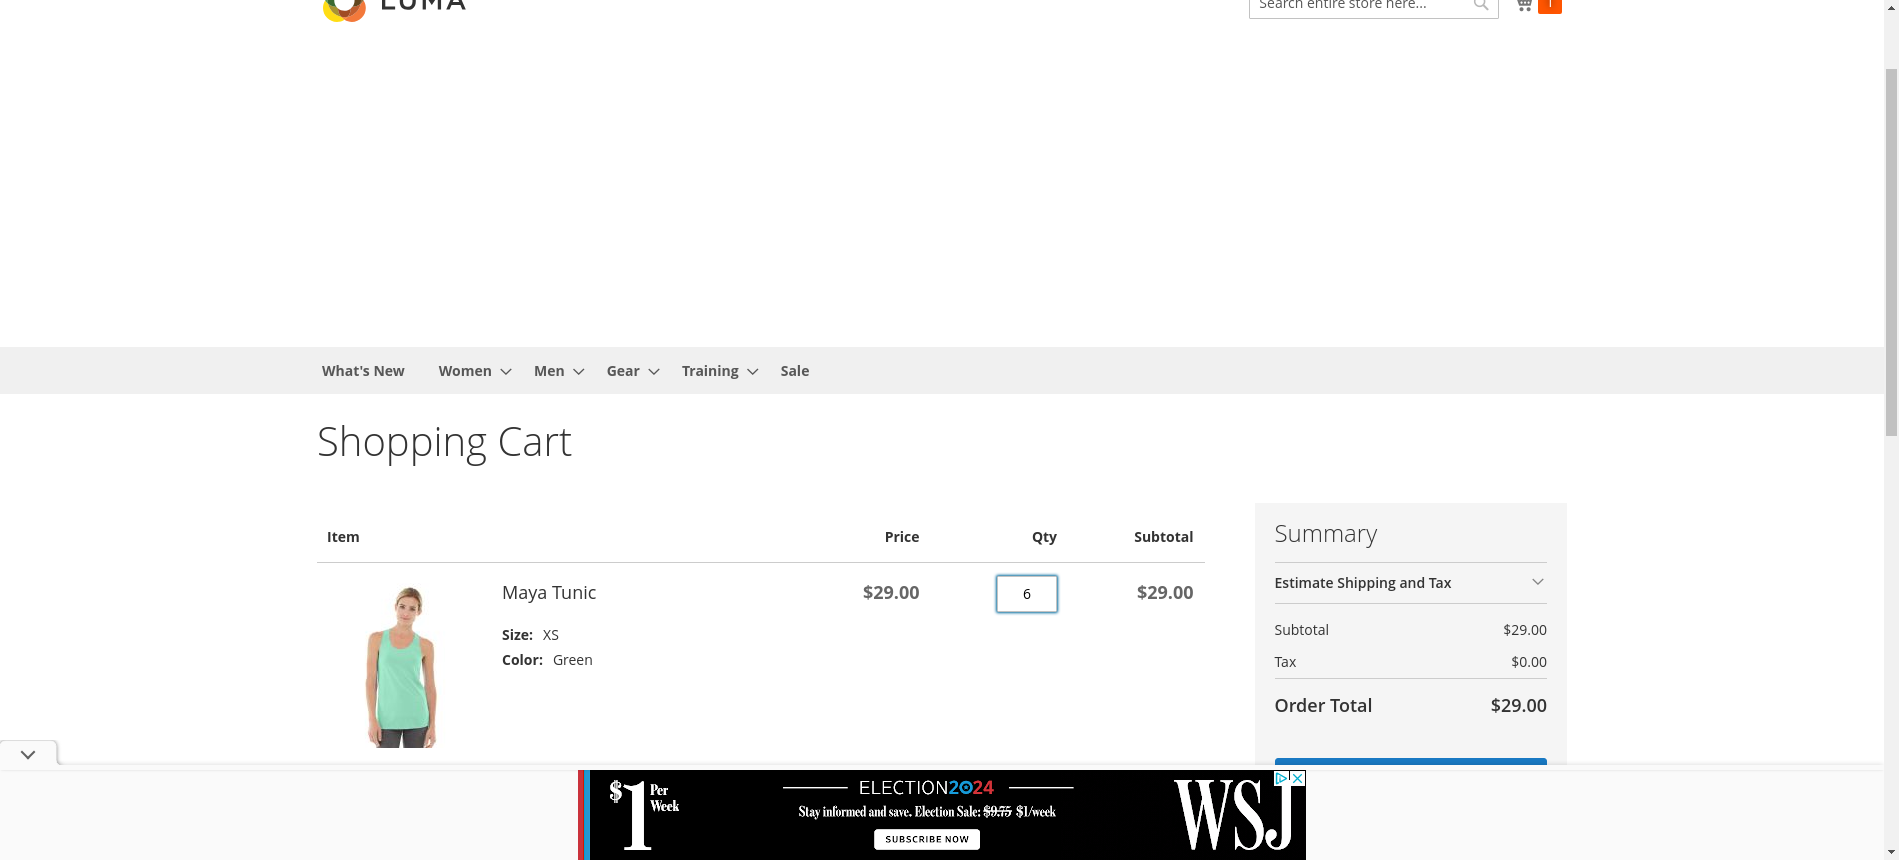 LUMA
Search entire store here...
1
What's New Women Men Gear Training Sale
Shopping Cart
Item Price Qty Subtotal
Maya Tunic $29.00 6 $29.00
Size: XS
Color: Green
Summary
Estimate Shipping and Tax
Subtotal $29.00
Tax $0.00
Order Total $29.00
$1 Per Week
ELECTION2024
Stay informed and save. Election Sale: $9.75 $1/week
SUBSCRIBE NOW
WSJ